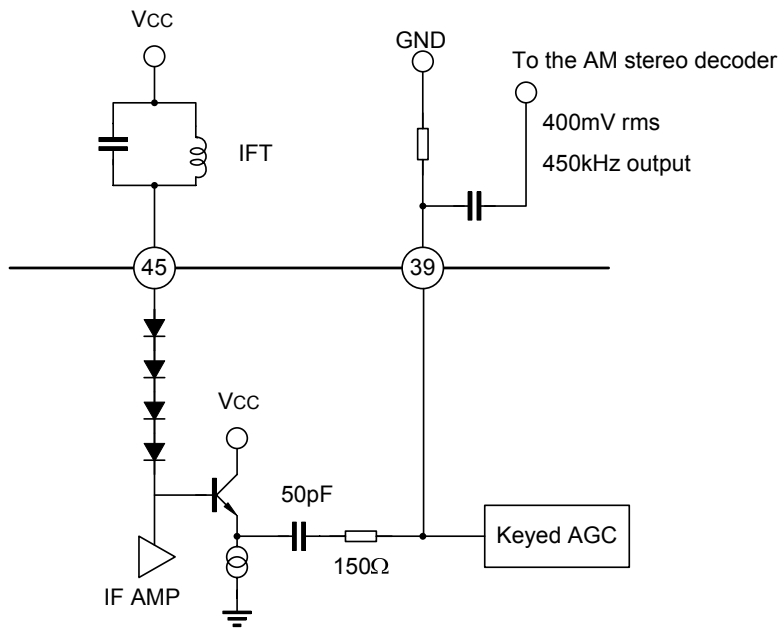 VCC
GND
To the AM stereo decoder
400mV rms
IFT
450kHz output
45
39
VCC
50pF
Keyed AGC
150Ω
IF AMP